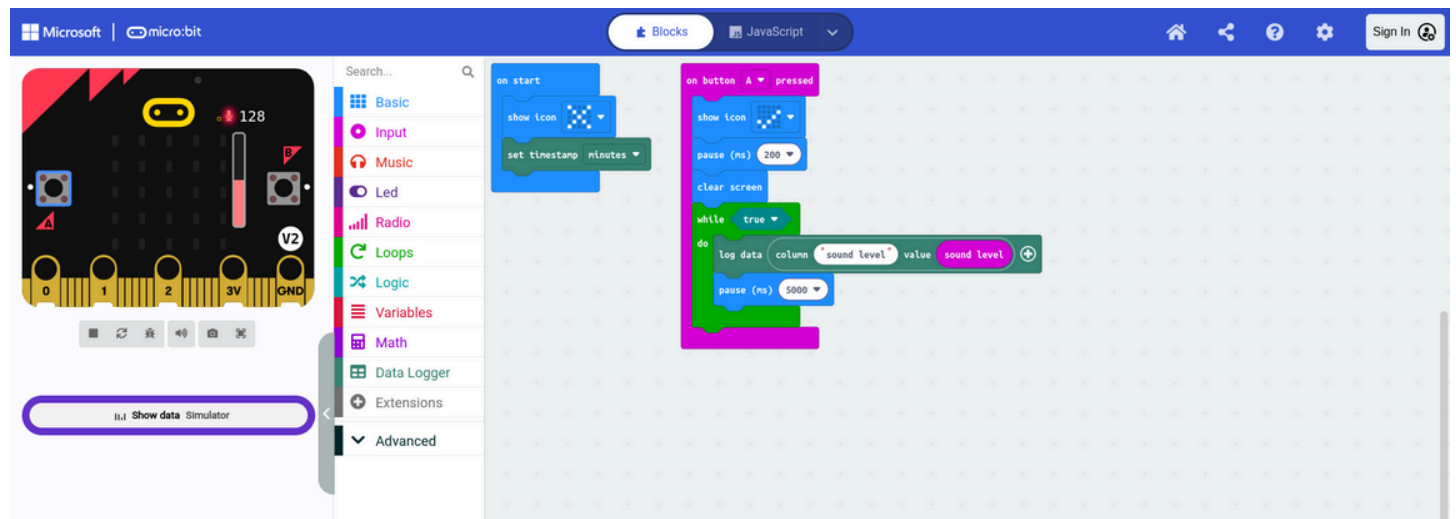 Microsoft micro:bit
Blocks
JavaScript
Sign In
128
B
A
V2
0 1 2 3V GND
Show data Simulator
Search...
Basic
Input
Music
Led
Radio
Loops
Logic
Variables
Math
Data Logger
Extensions
Advanced
on start
show icon
set timestamp minutes
on button A pressed
show icon
pause (ms) 200
clear screen
while true
do
log data column "sound level" value sound level
pause (ms) 5000